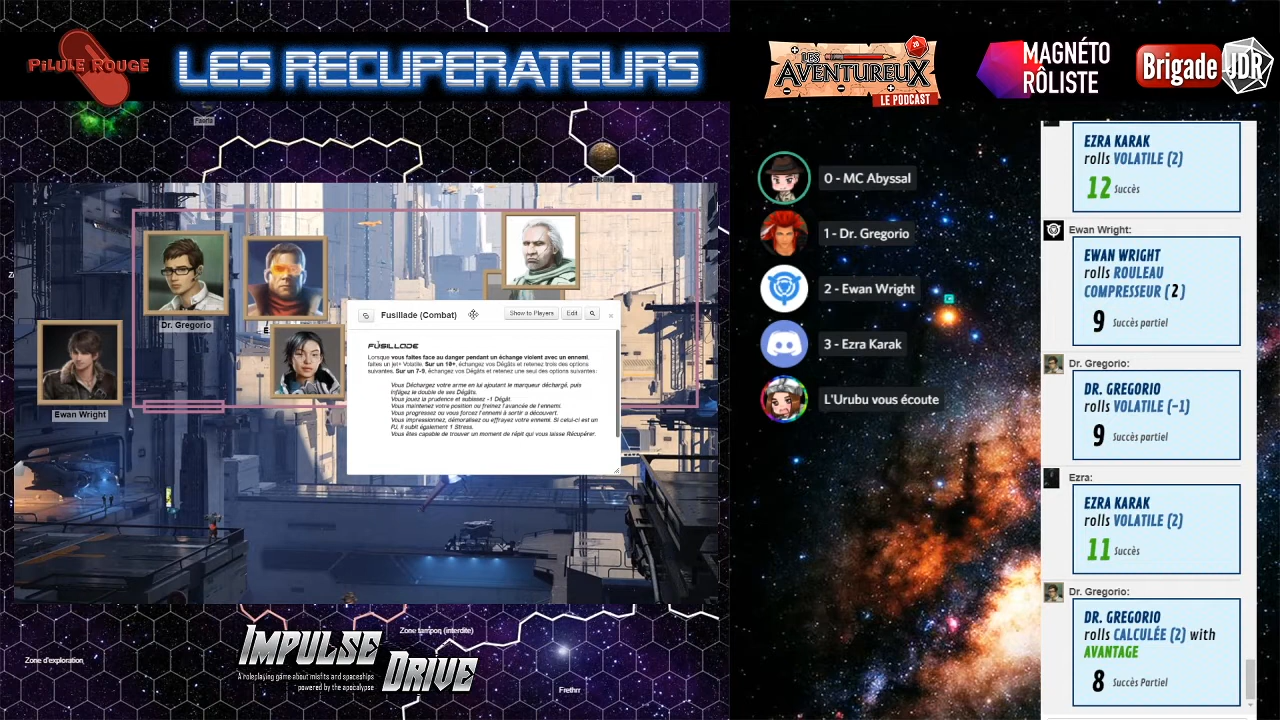 PiLULE ROUGE
LES RECUPERATEURS
LES
AVENTUREUX
LE PODCAST
20
MAGNÉTO
RÔLISTE
Brigade JDR
Faeria
0 - MC Abyssal
1 - Dr. Gregorio
2 - Ewan Wright
3 - Ezra Karak
L'Urubu vous écoute
Dr. Gregorio
Ewan Wright
Fusillade (Combat)
Show to Players
Edit
FUSILLADE
Lorsque vous faites face au danger pendant un échange violent avec un ennemi,
faites un jet+ Volatile. Sur un 10+, échangez vos Dégâts et retenez trois des options
suivantes. Sur un 7-9, échangez vos Dégâts et retenez une seul des options suivantes:
Vous Déchargez votre arme en lui ajoutant le marqueur déchargé, puis
infligez le double de ses Dégâts.
Vous jouez la prudence et subissez -1 Dégât.
Vous maintenez votre position ou freinez l'avancée de l'ennemi.
Vous progressez ou vous forcez l'ennemi à sortir à découvert.
Vous impressionnez, démoralisez ou effrayez votre ennemi. Si celui-ci est un
PJ, il subit également 1 Stress.
Vous êtes capable de trouver un moment de répit qui vous laisse Récupérer.
EZRA KARAK
rolls VOLATILE (2)
12 Succès
Ewan Wright:
EWAN WRIGHT
rolls ROULEAU
COMPRESSEUR ( 2 )
9 Succès partiel
Dr. Gregorio:
DR. GREGORIO
rolls VOLATILE (-1)
9 Succès partiel
Ezra:
EZRA KARAK
rolls VOLATILE (2)
11 Succès
Dr. Gregorio:
DR. GREGORIO
rolls CALCULÉE (2) with
AVANTAGE
8 Succès Partiel
Zone d'exploration
IMPULSE
DRIVE
A roleplaying game about misfits and spaceships
powered by the apocalypse
Zone tampon (interdite)
Frethrr